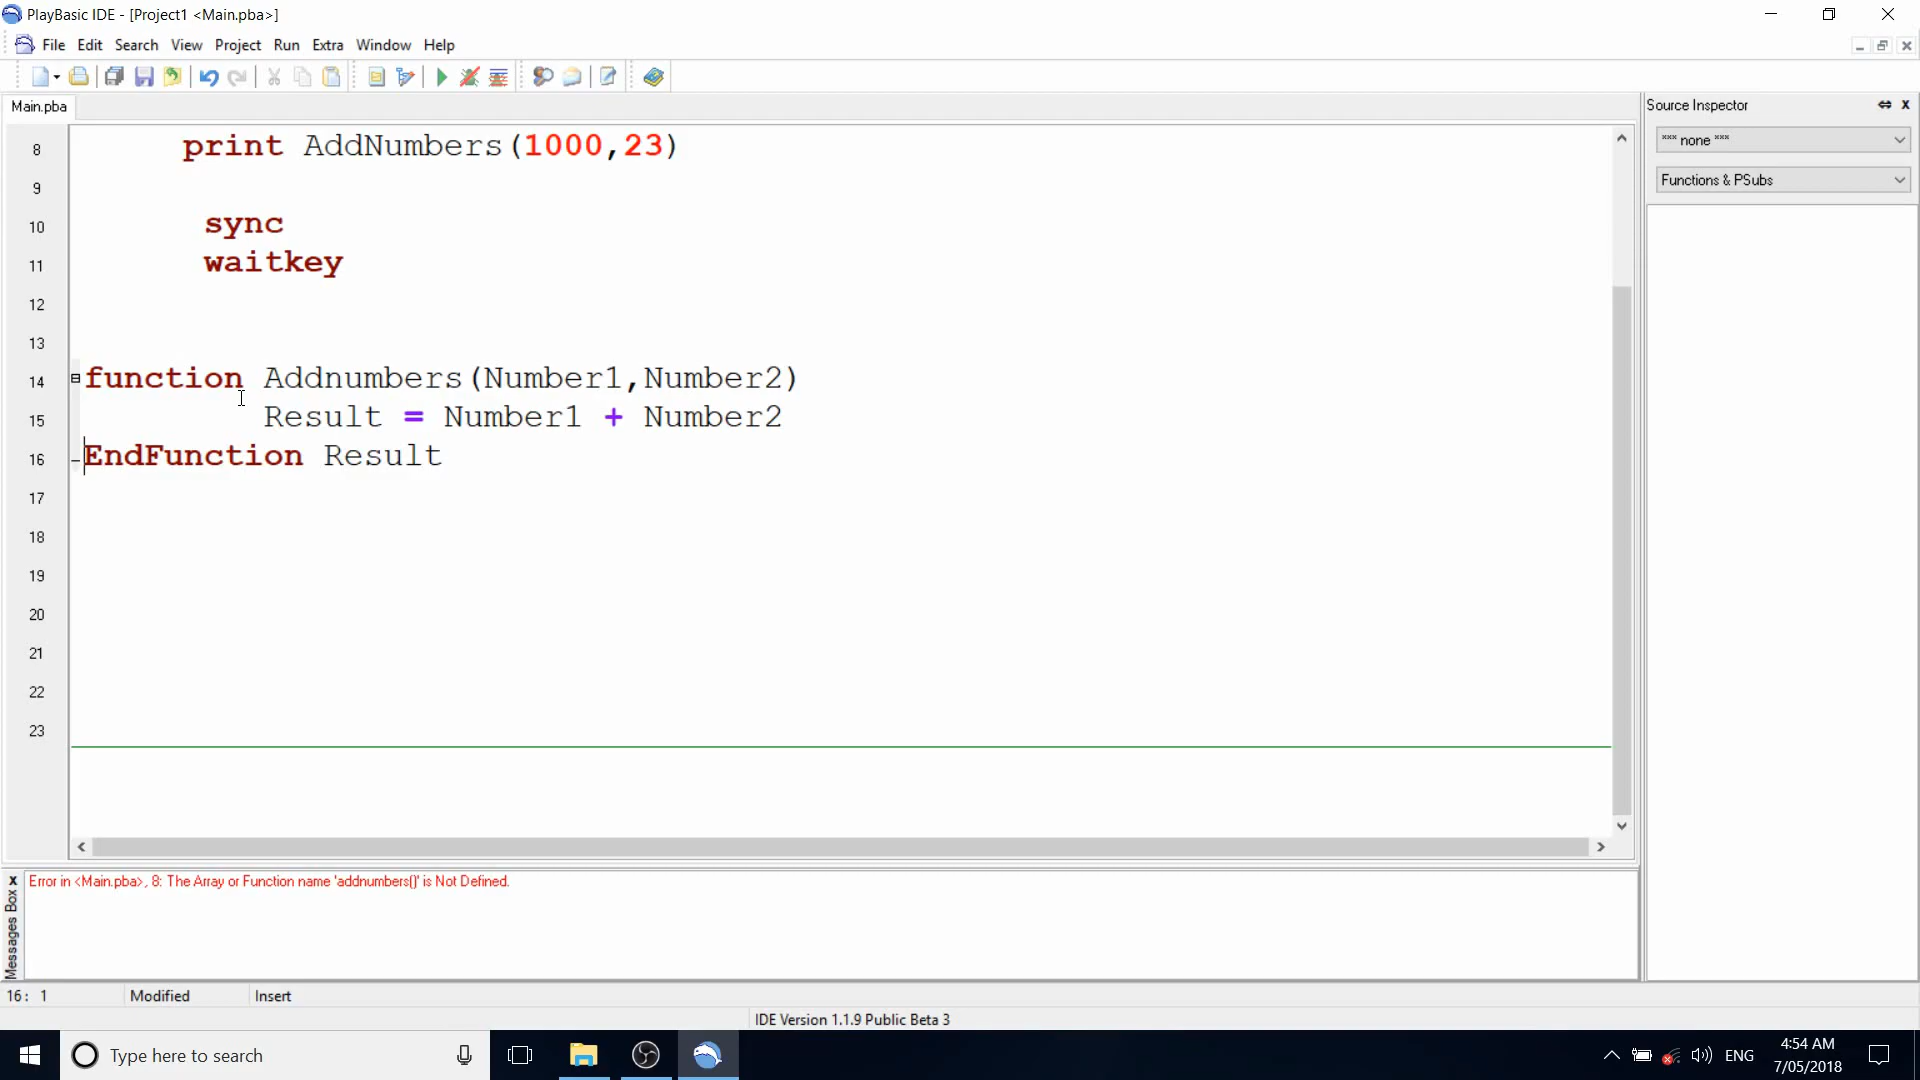 PlayBasic IDE - [Project1 <Main.pba>]
File Edit Search View Project Run Extra Window Help
Main.pba
Source Inspector
*** none ***
Functions & PSubs
8 print AddNumbers(1000,23)
9
10 sync
11 waitkey
12
13
14 function Addnumbers(Number1,Number2)
15 Result = Number1 + Number2
16 EndFunction Result
17
18
19
20
21
22
23
Messages Box
Error in <Main.pba>, 8: The Array or Function name 'addnumbers()' is Not Defined.
16: 1 Modified Insert
IDE Version 1.1.9 Public Beta 3
Type here to search
ENG
4:54 AM
7/05/2018